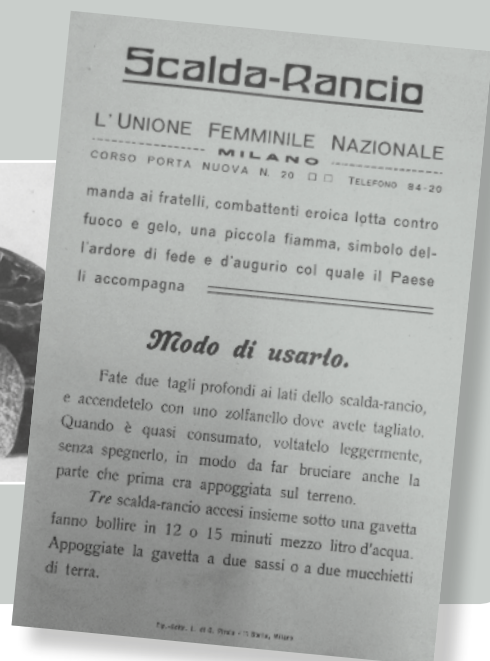 Scalda-Rancio
L'UNIONE FEMMINILE NAZIONALE
MILANO
CORSO PORTA NUOVA N. 20 □ □ TELEFONO 84-20
manda ai fratelli, combattenti eroica lotta contro
fuoco e gelo, una piccola fiamma, simbolo del-
l'ardore di fede e d'augurio col quale il Paese
li accompagna
Modo di usarlo.
Fate due tagli profondi ai lati dello scalda-rancio,
e accendetelo con uno zolfanello dove avete tagliato.
Quando è quasi consumato, voltatelo leggermente,
senza spegnerlo, in modo da far bruciare anche la
parte che prima era appoggiata sul terreno.
Tre scalda-rancio accesi insieme sotto una gavetta
fanno bollire in 12 o 15 minuti mezzo litro d'acqua.
Appoggiate la gavetta a due sassi o a due mucchietti
di terra.